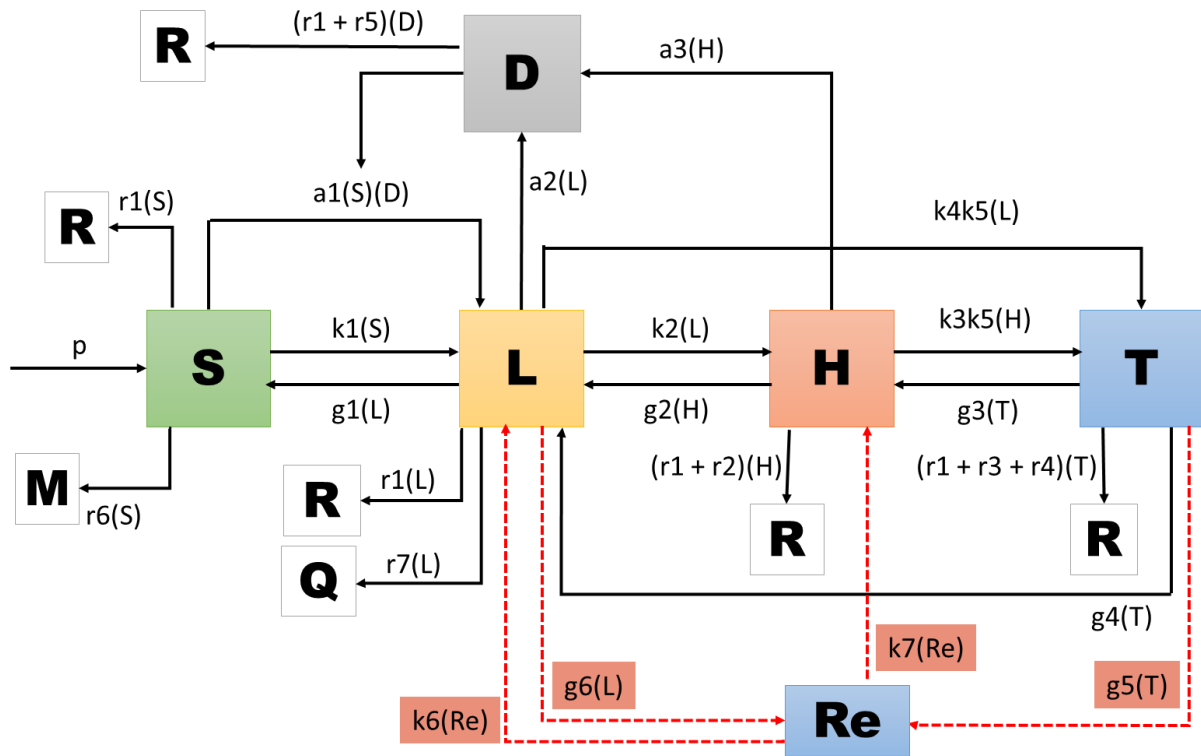 (r1 + r5)(D)
R
D
a3(H)
r1(S)
R
a1(S)(D)
a2(L)
k4k5(L)
p
S
k1(S)
g1(L)
L
k2(L)
g2(H)
H
k3k5(H)
g3(T)
T
M
r6(S)
R
r1(L)
Q
r7(L)
(r1 + r2)(H)
R
(r1 + r3 + r4)(T)
R
g4(T)
k6(Re)
g6(L)
k7(Re)
Re
g5(T)